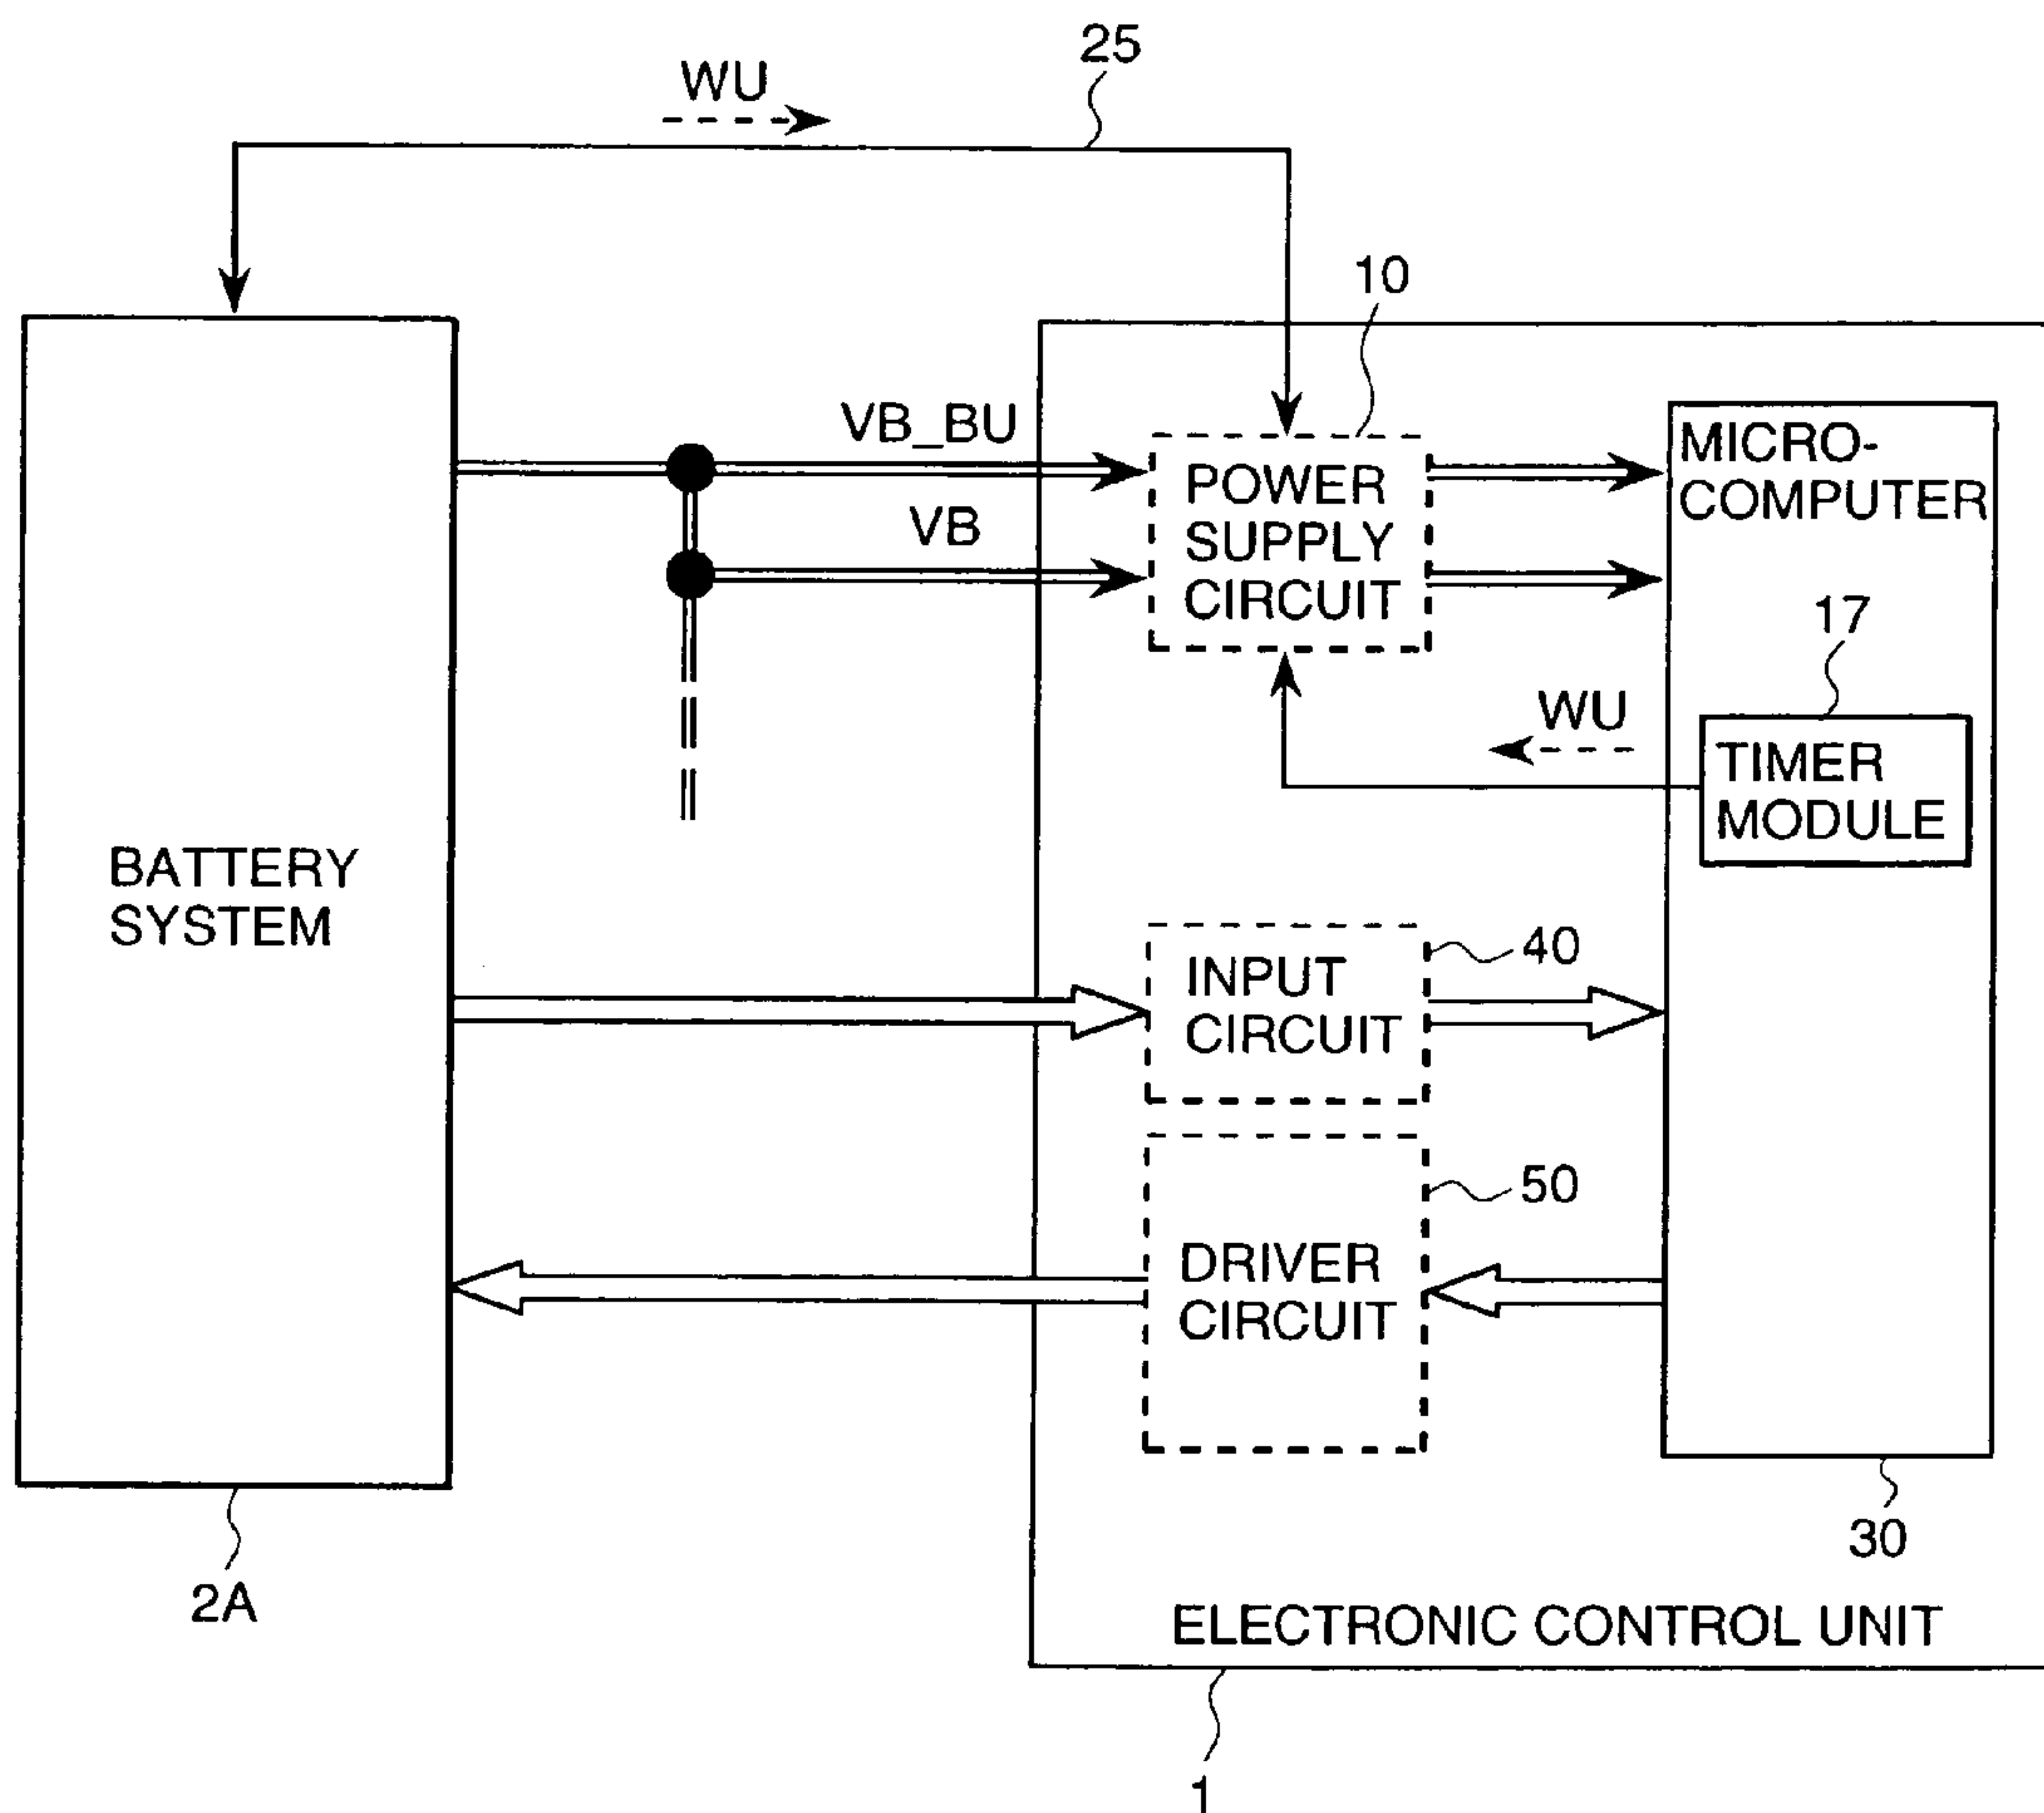 25
WU
10
VB_BU
VB
POWER
SUPPLY
CIRCUIT
MICRO-
COMPUTER
17
WU
TIMER
MODULE
BATTERY
SYSTEM
40
INPUT
CIRCUIT
50
DRIVER
CIRCUIT
30
2A
ELECTRONIC CONTROL UNIT
1